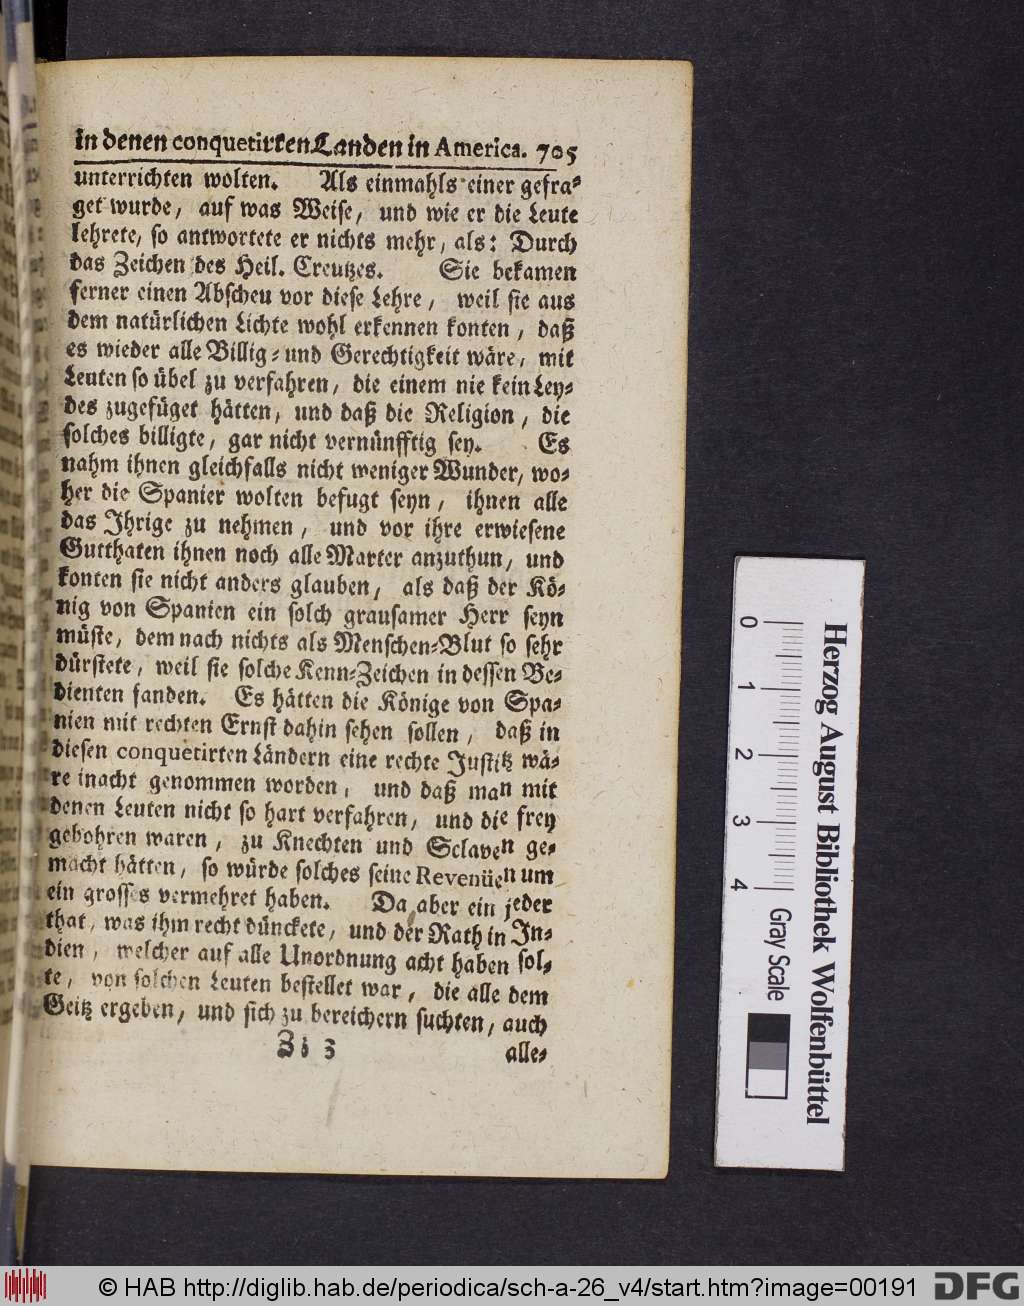 in denen conquetirten Landen in America. 705
unterrichten wolten. Als einmahls einer gefra-
get wurde, auf was Weise, und wie er die Leute
lehrete, so antwortete er nichts mehr, als: Durch
das Zeichen des Heil. Creutzes. Sie bekamen
ferner einen Abscheu vor diese Lehre, weil sie aus
dem natürlichen Lichte wohl erkennen konten, daß
es wieder alle Billig- und Gerechtigkeit wäre, mit
Leuten so übel zu verfahren, die einem nie kein Ley-
des zugefüget hätten, und daß die Religion, die
solches billigte, gar nicht vernünfftig sey. Es
nahm ihnen gleichfalls nicht weniger Wunder, wo-
her die Spanier wolten befugt seyn, ihnen alle
das Ihrige zu nehmen, und vor ihre erwiesene
Gutthaten ihnen noch alle Marter anzuthun, und
konten sie nicht anders glauben, als daß der Kö-
nig von Spanien ein solch grausamer Herr seyn
müste, dem nach nichts als Menschen-Blut so sehr
dürstete, weil sie solche Kenn-Zeichen in dessen Be-
dienten fanden. Es hätten die Könige von Spa-
nien mit rechten Ernst dahin sehen sollen, daß in
diesen conquetirten Ländern eine rechte Justitz wä-
re inacht genommen worden, und daß man mit
denen Leuten nicht so hart verfahren, und die frey
gebohren waren, zu Knechten und Sclaven ge-
macht hätten, so würde solches seine Revenüen um
ein grosses vermehret haben. Da aber ein jeder
that, was ihm recht dünckete, und der Rath in In-
dien, welcher auf alle Unordnung acht haben sol-
te, von solchen Leuten bestellet war, die alle dem
Geitz ergeben, und sich zu bereichern suchten, auch
Zi 3 alle-
0 1 2 3 4
Gray Scale
Herzog August Bibliothek Wolfenbüttel
© HAB http://diglib.hab.de/periodica/sch-a-26_v4/start.htm?image=00191
DFG